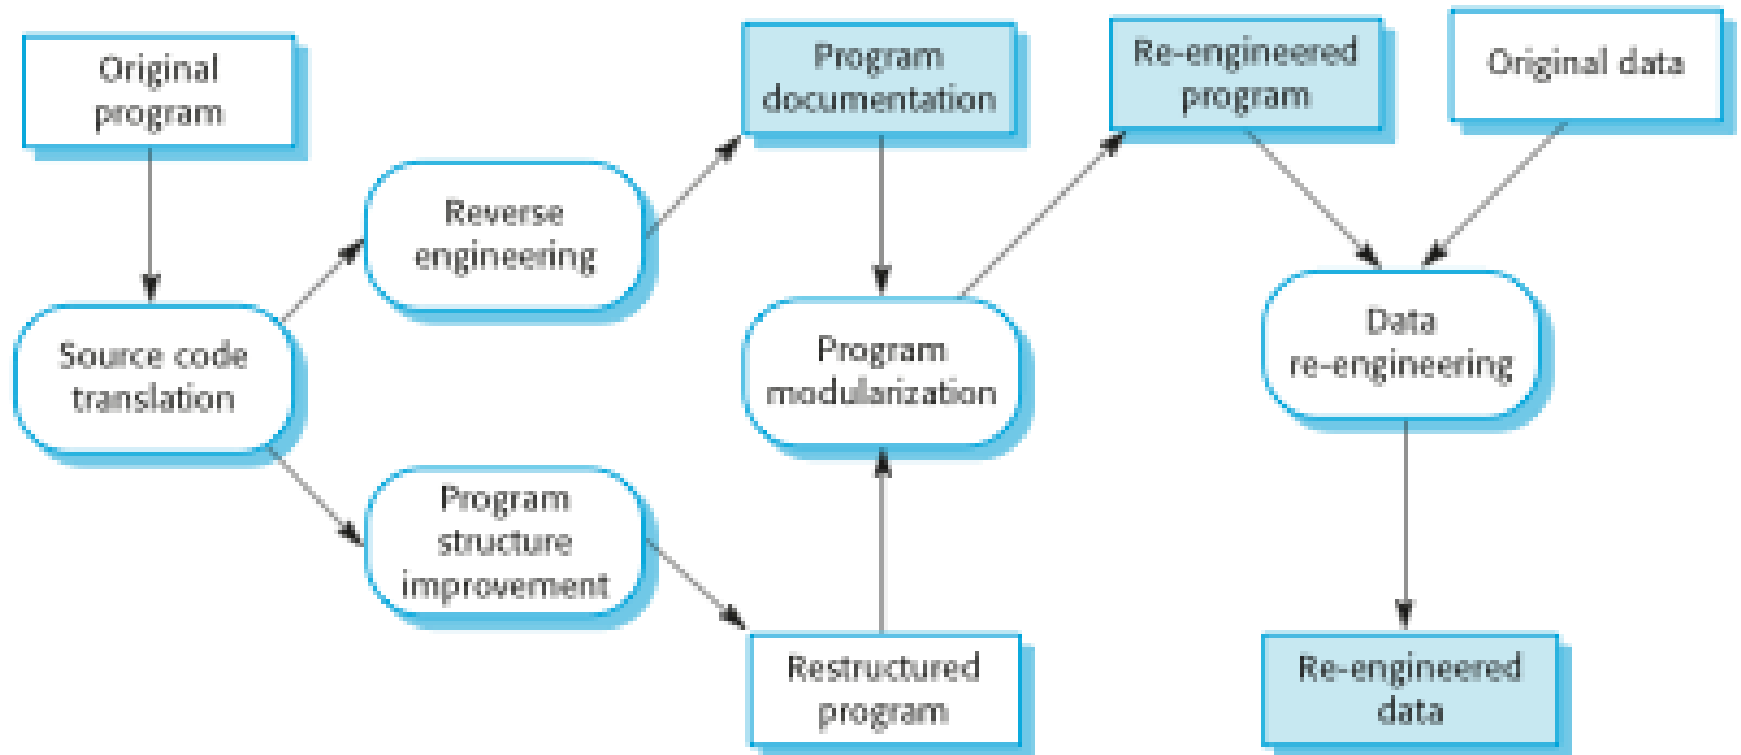 Original
program
Program
documentation
Re-engineered
program
Original data
Reverse
engineering
Source code
translation
Program
modularization
Data
re-engineering
Program
structure
improvement
Restructured
program
Re-engineered
data